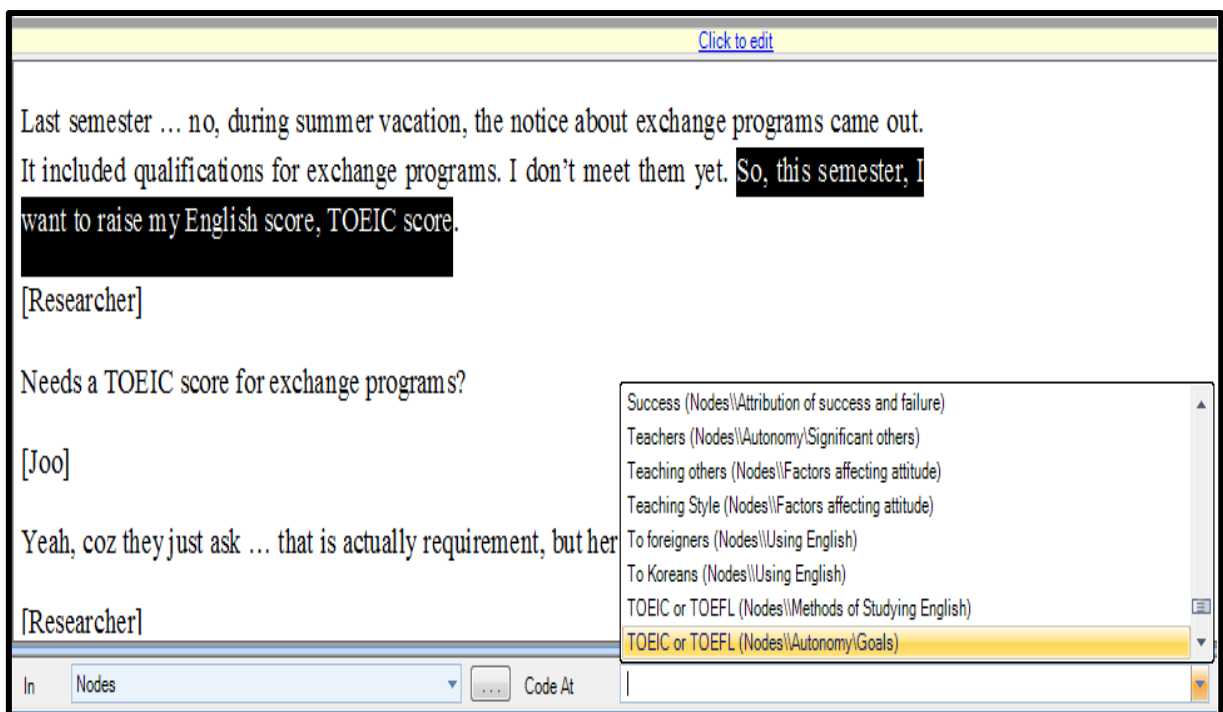 Click to edit
Last semester … no, during summer vacation, the notice about exchange programs came out.
It included qualifications for exchange programs. I don’t meet them yet. So, this semester, I
want to raise my English score, TOEIC score.
[Researcher]
Needs a TOEIC score for exchange programs?
[Joo]
Yeah, coz they just ask … that is actually requirement, but her
[Researcher]
Success (Nodes\\Attribution of success and failure)
Teachers (Nodes\\Autonomy\Significant others)
Teaching others (Nodes\\Factors affecting attitude)
Teaching Style (Nodes\\Factors affecting attitude)
To foreigners (Nodes\\Using English)
To Koreans (Nodes\\Using English)
TOEIC or TOEFL (Nodes\\Methods of Studying English)
TOEIC or TOEFL (Nodes\\Autonomy\Goals)
In Nodes ... Code At